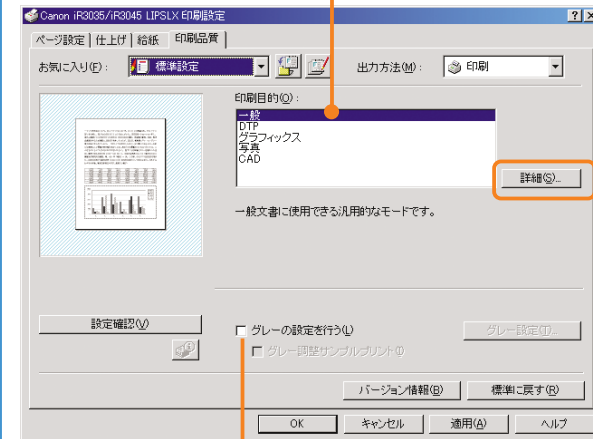 Canon iR3035/iR3045 LIPSLX 印刷設定
ページ設定 仕上げ 給紙 印刷品質
お気に入り(F): 標準設定 出力方法(M): 印刷
印刷目的(O):
一般
DTP
グラフィックス
写真
CAD
詳細(S)...
一般文書に使用できる汎用的なモードです。
設定確認(V)
グレーの設定を行う(L) グレー設定(T)...
グレー調整サンプルプリント(I)
バージョン情報(B) 標準に戻す(R)
OK キャンセル 適用(A) ヘルプ